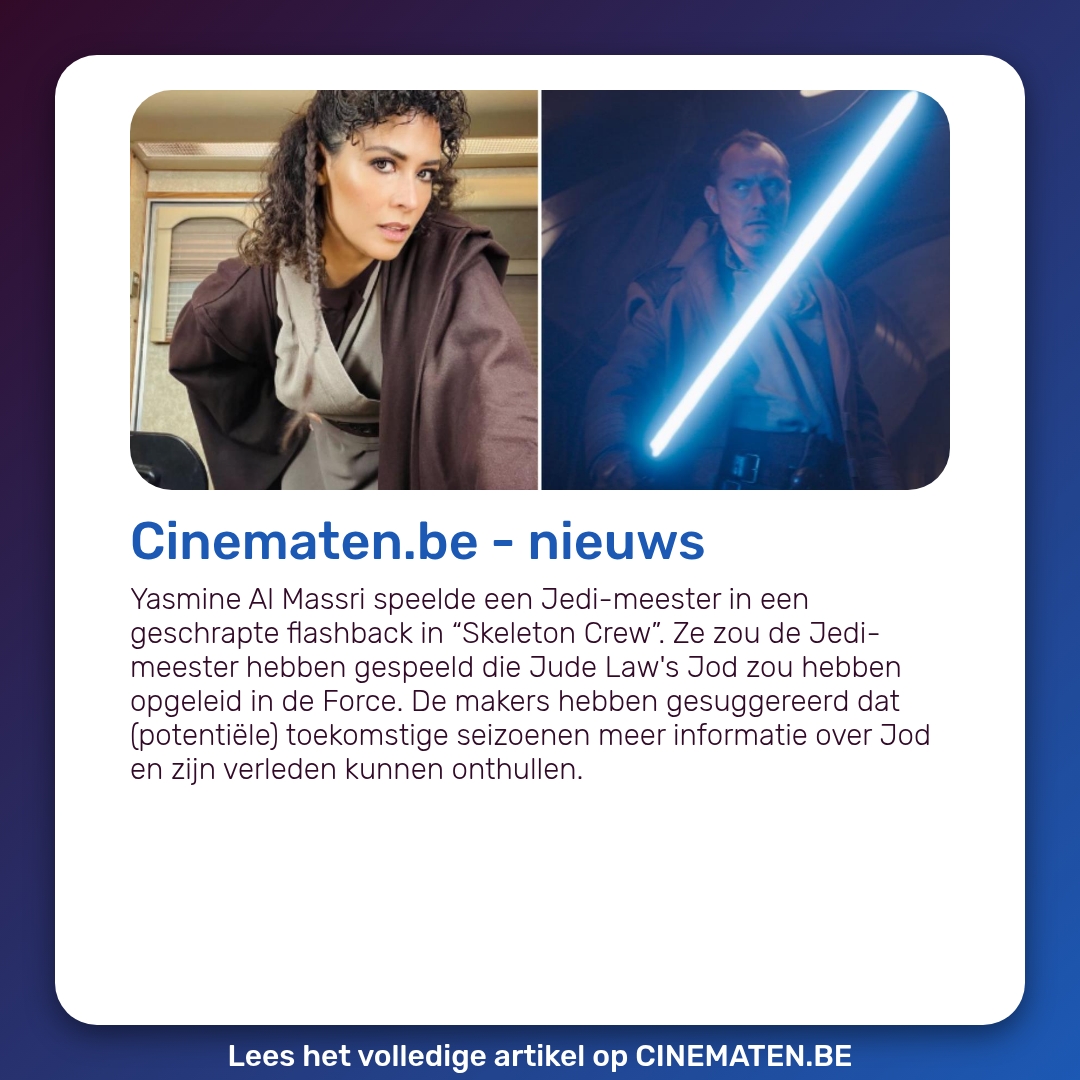 Cinematen.be - nieuws
Yasmine Al Massri speelde een Jedi-meester in een
geschrapte flashback in “Skeleton Crew”. Ze zou de Jedi-
meester hebben gespeeld die Jude Law's Jod zou hebben
opgeleid in de Force. De makers hebben gesuggereerd dat
(potentiële) toekomstige seizoenen meer informatie over Jod
en zijn verleden kunnen onthullen.
Lees het volledige artikel op CINEMATEN.BE